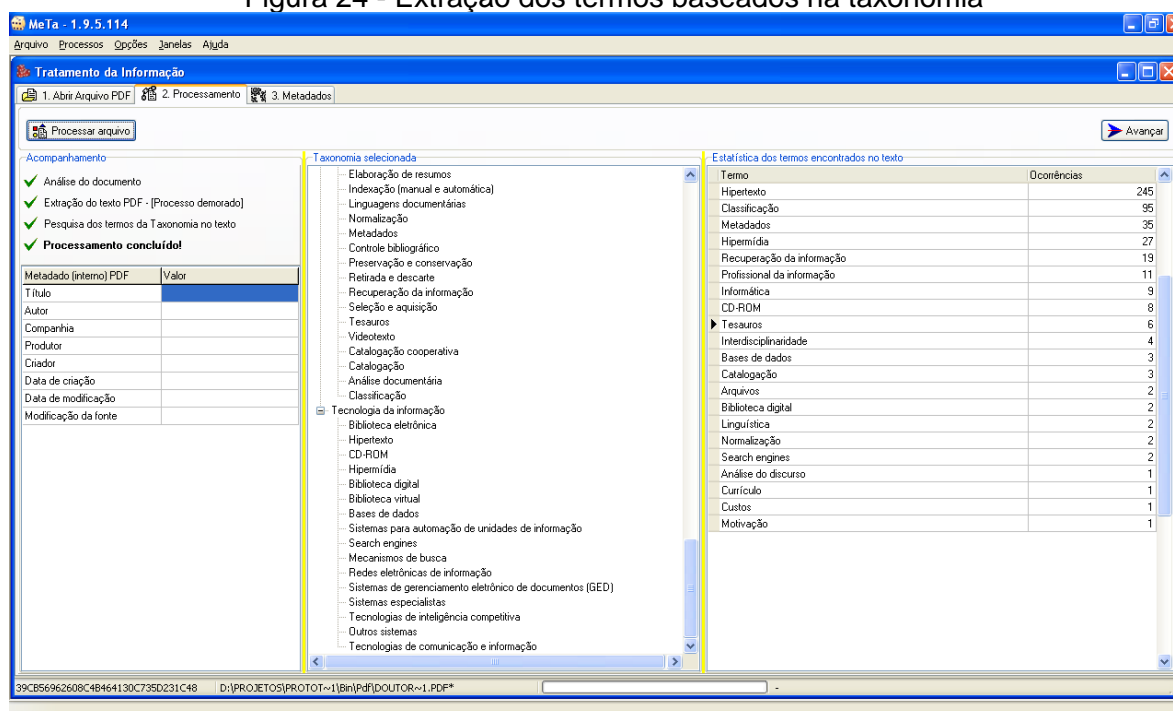 Figura 24 - Extração dos termos baseados na taxonomia
MeTa - 1.9.5.114
Arquivo Processos Opções Janelas Ajuda
Tratamento da Informação
1. Abrir Arquivo PDF 2. Processamento 3. Metadados
Processar arquivo
Avançar
Acompanhamento
Análise do documento
Extração do texto PDF - [Processo demorado]
Pesquisa dos termos da Taxonomia no texto
Processamento concluído!
Metadado (interno) PDF Valor
Título
Autor
Companhia
Produtor
Criador
Data de criação
Data de modificação
Modificação da fonte
Taxonomia selecionada
Elaboração de resumos
Indexação (manual e automática)
Linguagens documentárias
Normalização
Metadados
Controle bibliográfico
Preservação e conservação
Retirada e descarte
Recuperação da informação
Seleção e aquisição
Tesauros
Videotexto
Catalogação cooperativa
Catalogação
Análise documentária
Classificação
Tecnologia da informação
Biblioteca eletrônica
Hipertexto
CD-ROM
Hipermídia
Biblioteca digital
Biblioteca virtual
Bases de dados
Sistemas para automação de unidades de informação
Search engines
Mecanismos de busca
Redes eletrônicas de informação
Sistemas de gerenciamento eletrônico de documentos (GED)
Sistemas especialistas
Tecnologias de inteligência competitiva
Outros sistemas
Tecnologias de comunicação e informação
Estatística dos termos encontrados no texto
Termo Ocorrências
Hipertexto 245
Classificação 95
Metadados 35
Hipermídia 27
Recuperação da informação 19
Profissional da informação 11
Informática 9
CD-ROM 8
Tesauros 6
Interdisciplinaridade 4
Bases de dados 3
Catalogação 3
Arquivos 2
Biblioteca digital 2
Linguística 2
Normalização 2
Search engines 2
Análise do discurso 1
Currículo 1
Custos 1
Motivação 1
39CB56962608C4B464130C735D231C48 D:\PROJETOS\PROTOT~1\Bin\Pdf\DOUTOR~1.PDF* -